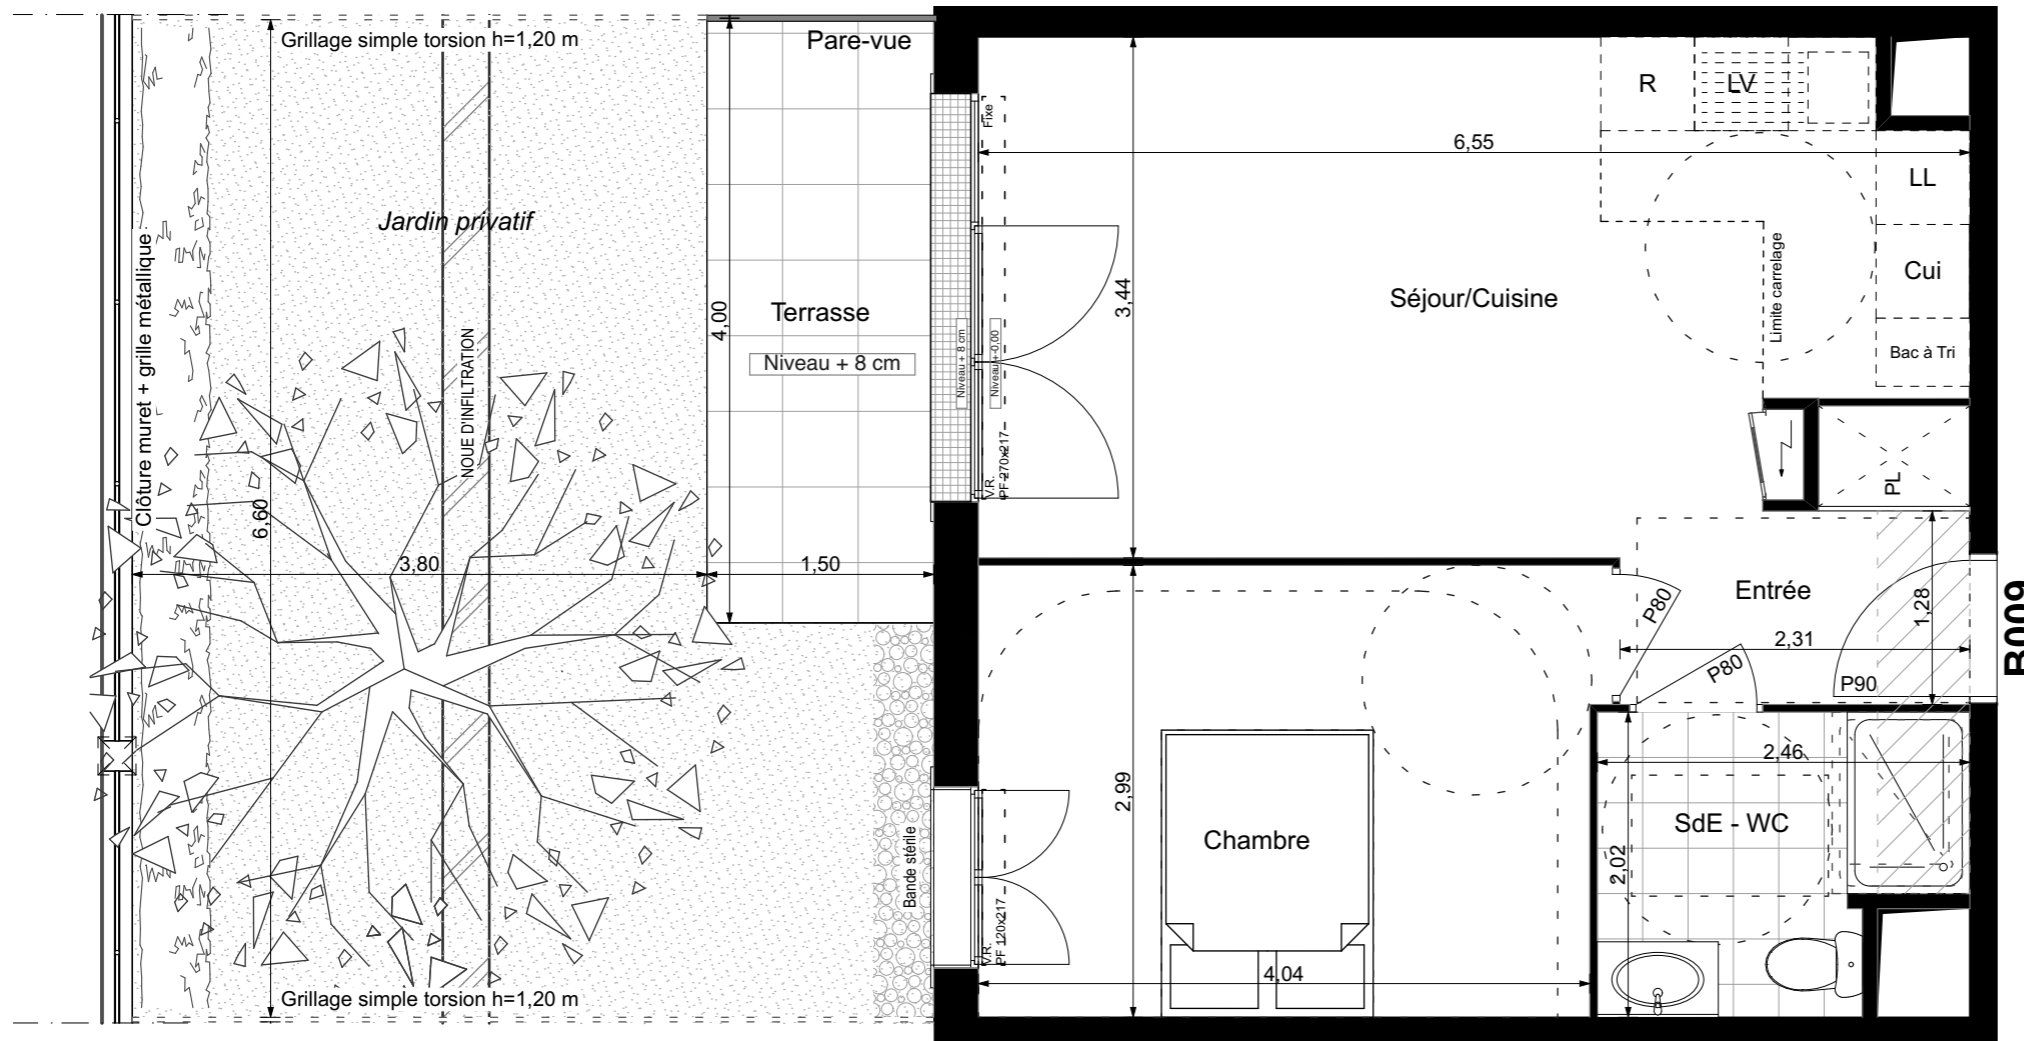 Grillage simple torsion h=1,20 m
Pare-vue
R
LV
Fixe
6,55
LL
Jardin privatif
Clôture muret + grille métallique
Limite carrelage
Cui
3,44
Séjour/Cuisine
4,00
Terrasse
Niveau + 8 cm
Niveau + 8 cm
Niveau +-0,00
Bac à Tri
NOUE D'INFILTRATION
V.R.
PF 270x217
PL
6,60
3,80
1,50
Entrée
P80
1,28
B009
2,31
P80
P90
2,46
2,99
SdE - WC
Chambre
2,02
Bande stérile
V.R.
PF 120x217
4,04
Grillage simple torsion h=1,20 m